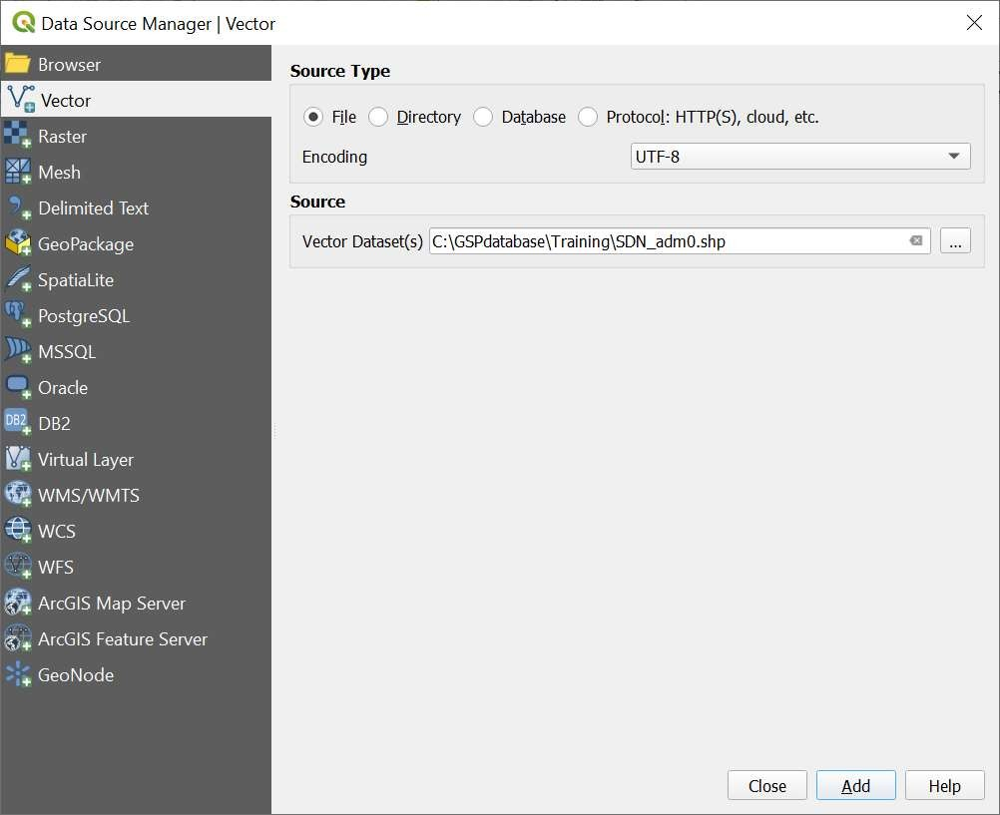 Data Source Manager | Vector
Browser
Vector
Raster
Mesh
Delimited Text
GeoPackage
SpatiaLite
PostgreSQL
MSSQL
Oracle
DB2
DB2
Virtual Layer
WMS/WMTS
WCS
WFS
ArcGIS Map Server
ArcGIS Feature Server
GeoNode
Source Type
File Directory Database Protocol: HTTP(S), cloud, etc.
Encoding UTF-8
Source
Vector Dataset(s) C:\GSPdatabase\Training\SDN_adm0.shp ...
Close Add Help